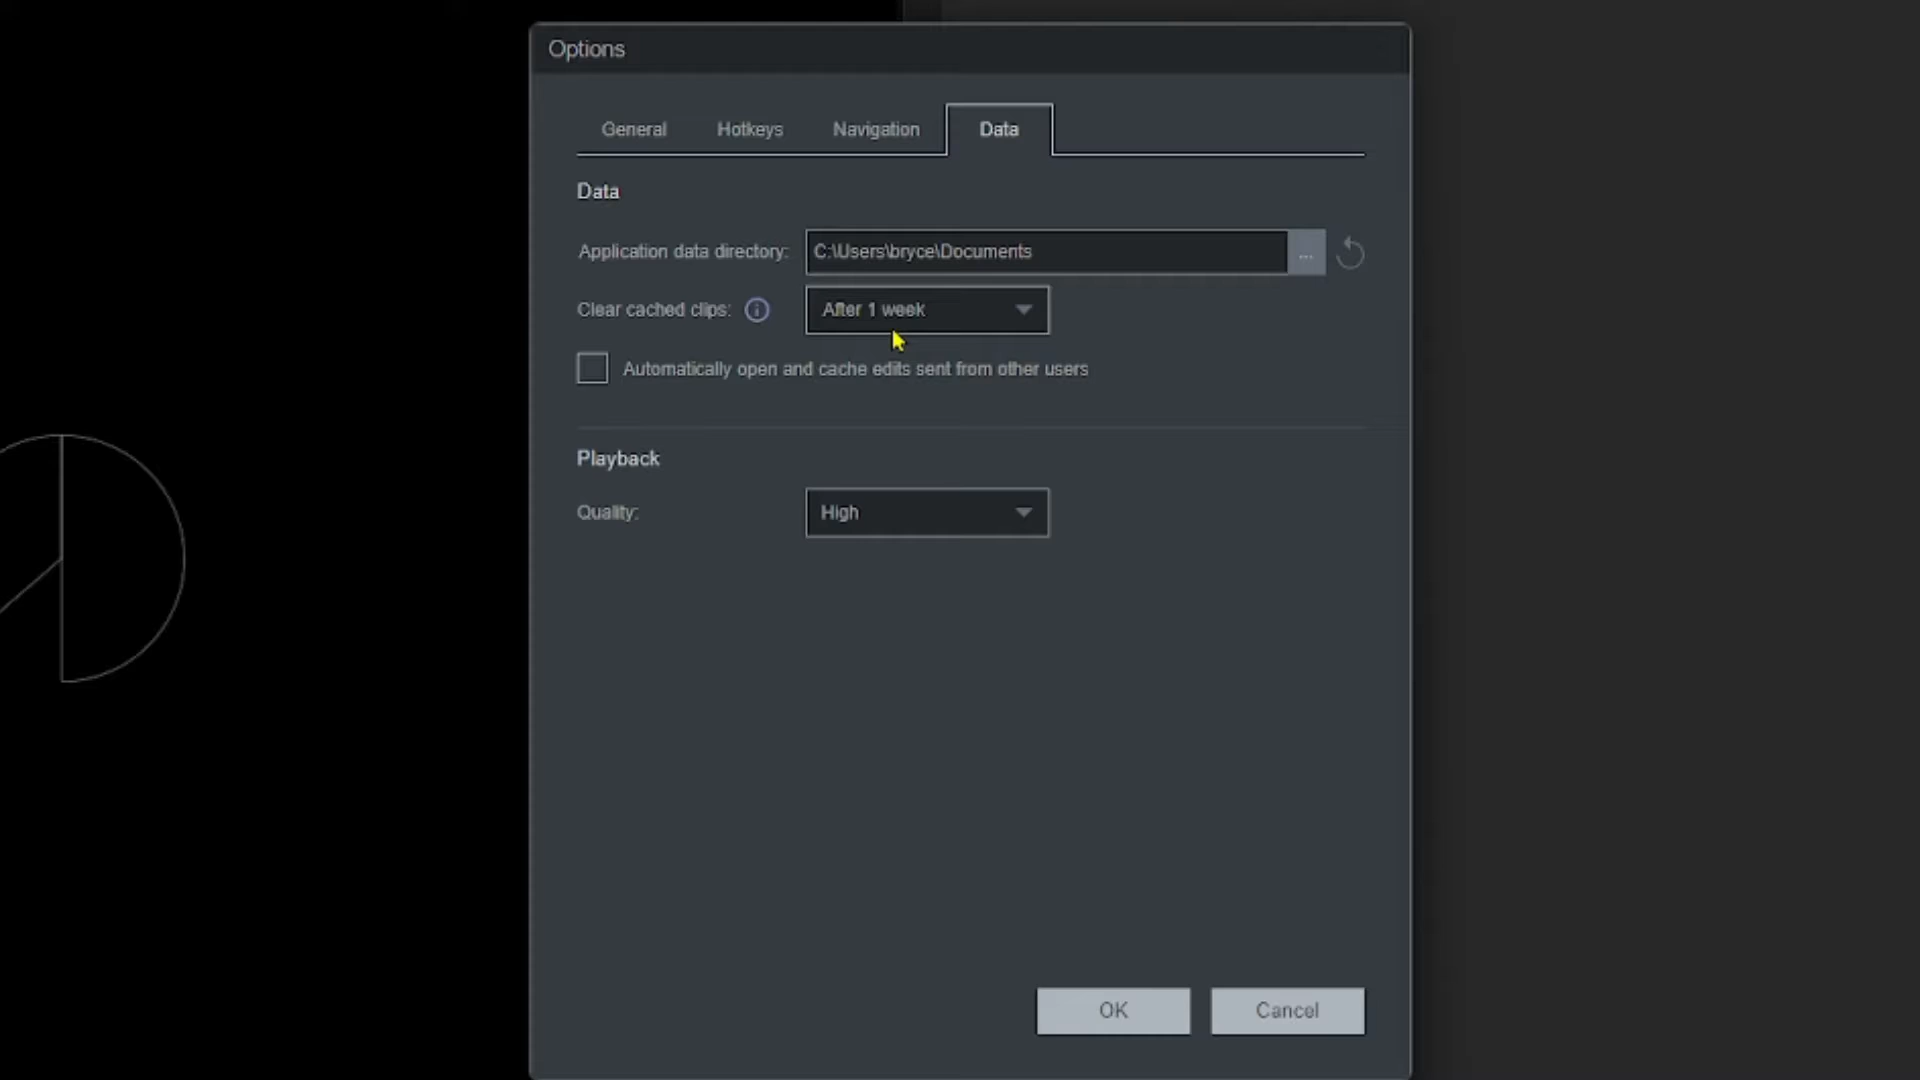 Options
General Hotkeys Navigation Data
Data
Application data directory: C:\Users\bryce\Documents ...
Clear cached clips: After 1 week
Automatically open and cache edits sent from other users
Playback
Quality: High
OK Cancel